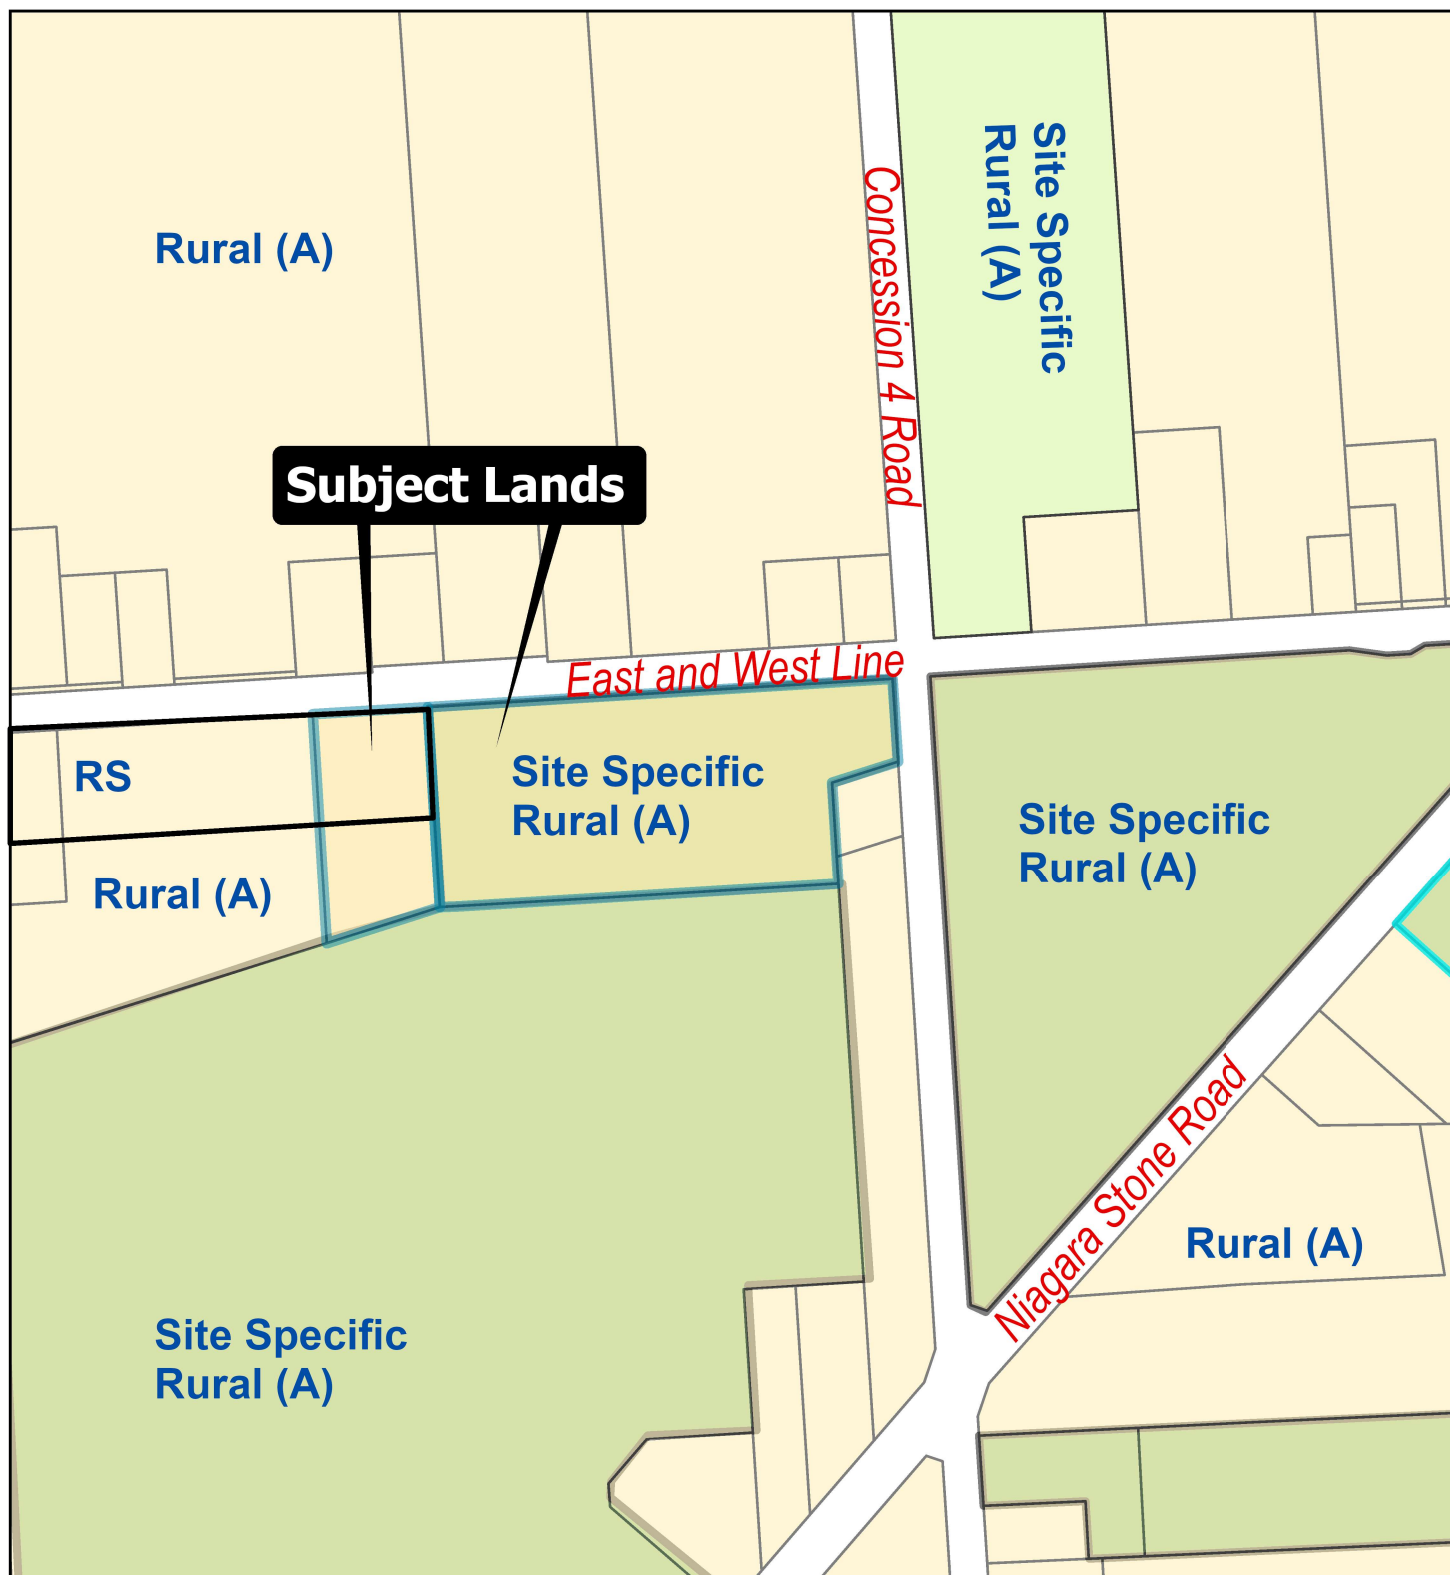 Site Specific
Rural (A)
Rural (A)
Concession 4 Road
Subject Lands
East and West Line
RS
Site Specific
Rural (A)
Site Specific
Rural (A)
Rural (A)
Niagara Stone Road
Rural (A)
Site Specific
Rural (A)